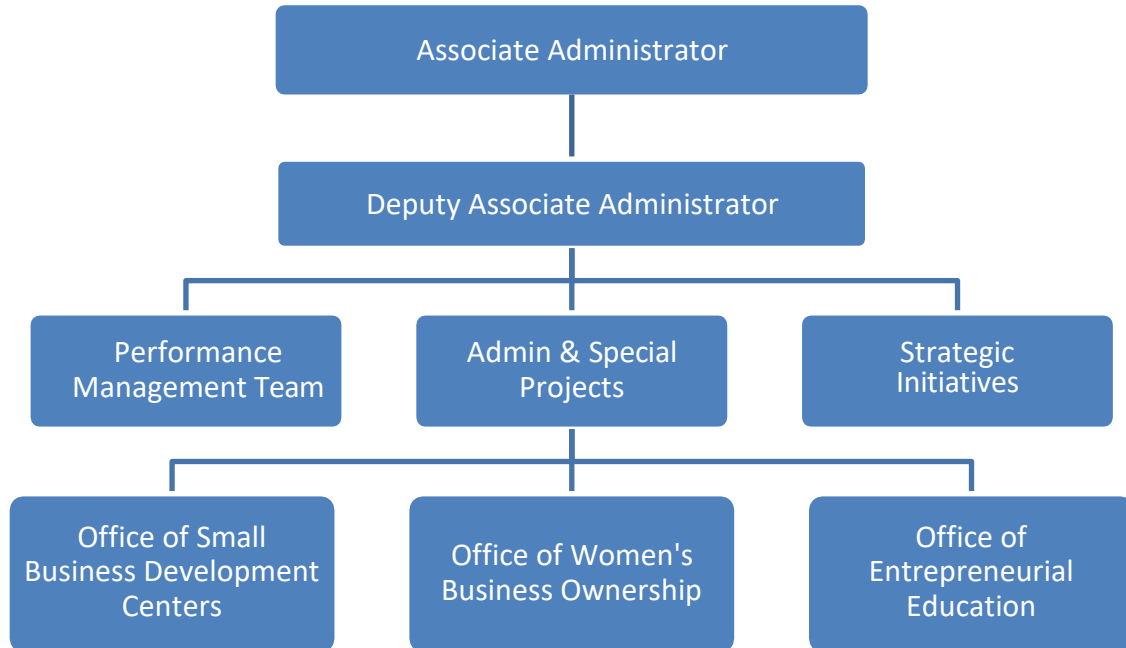 Associate Administrator
Deputy Associate Administrator
Performance
Management Team
Admin & Special
Projects
Strategic
Initiatives
Office of Small
Business Development
Centers
Office of Women's
Business Ownership
Office of
Entrepreneurial
Education